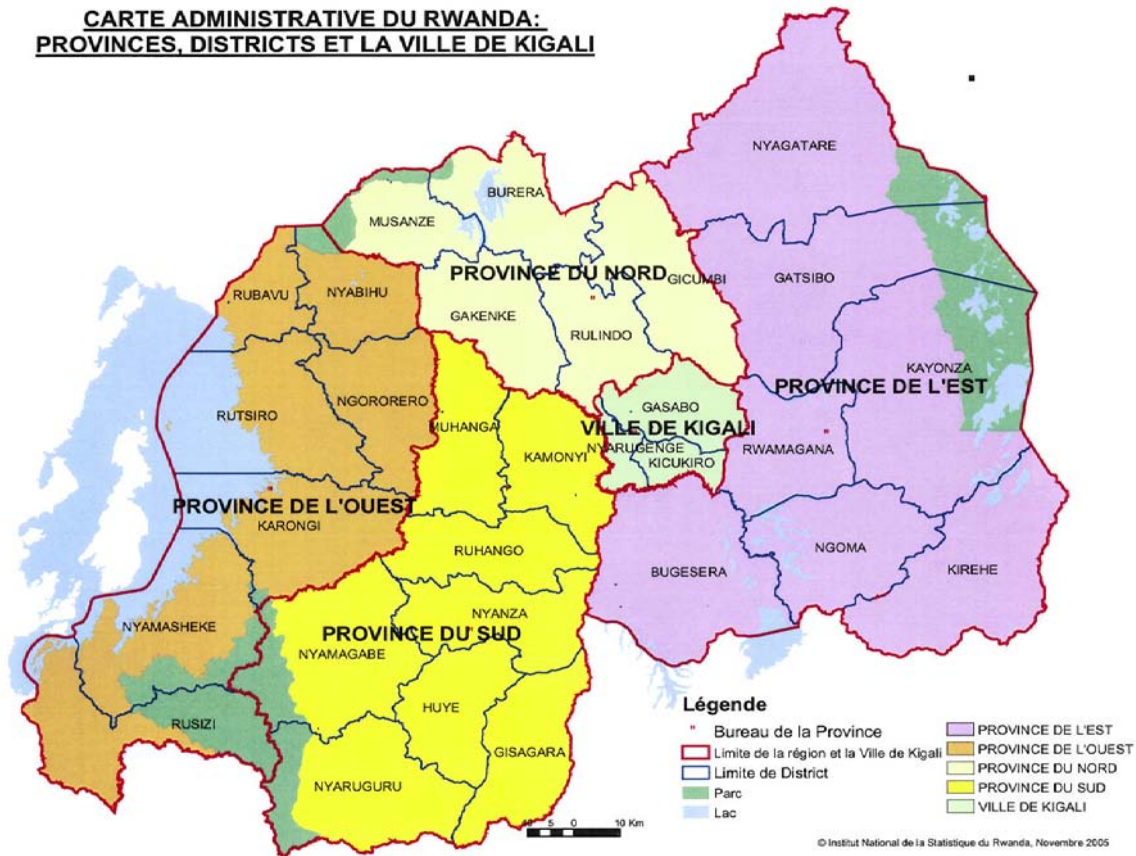 CARTE ADMINISTRATIVE DU RWANDA:
PROVINCES, DISTRICTS ET LA VILLE DE KIGALI
NYAGATARE
BURERA
MUSANZE
PROVINCE DU NORD
GICUMBI
GATSIBO
RUBAVU
NYABIHU
GAKENKE
RULINDO
KAYONZA
PROVINCE DE L'EST
NGORORERO
RUTSIRO
GASABO
MUHANGA
VILLE DE KIGALI
KAMONYI
NYARUGENGE
RWAMAGANA
KICUKIRO
PROVINCE DE L'OUEST
KARONGI
RUHANGO
NGOMA
BUGESERA
KIREHE
NYANZA
NYAMASHEKE
PROVINCE DU SUD
NYAMAGABE
HUYE
RUSIZI
GISAGARA
NYARUGURU
Légende
Bureau de la Province
Limite de la région et la Ville de Kigali
Limite de District
Parc
Lac
PROVINCE DE L'EST
PROVINCE DE L'OUEST
PROVINCE DU NORD
PROVINCE DU SUD
VILLE DE KIGALI
5 0 10 Km
© Institut National de la Statistique du Rwanda, Novembre 2005